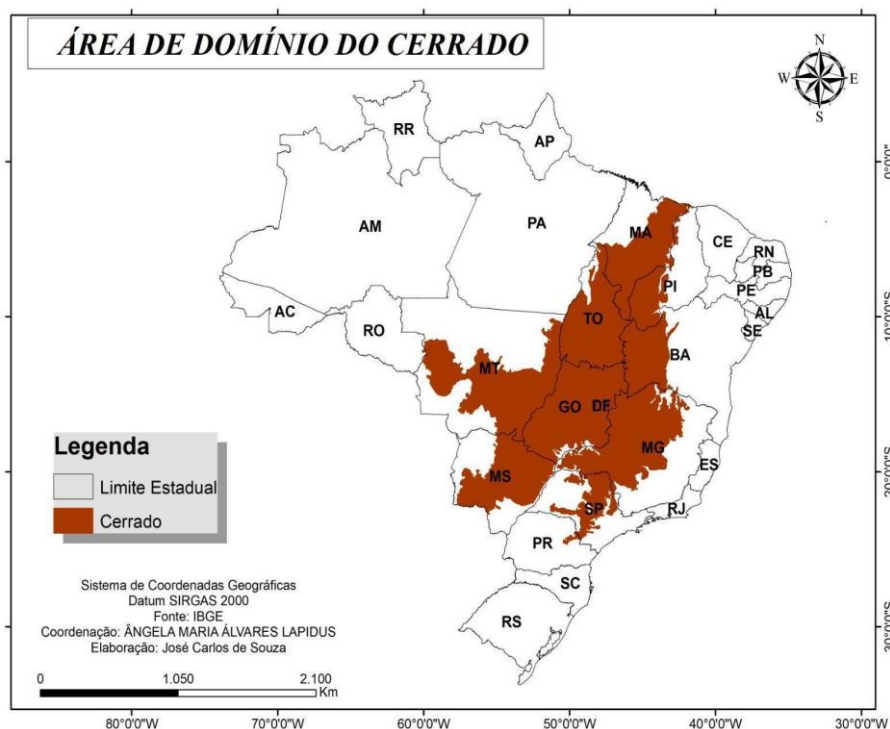 ÁREA DE DOMÍNIO DO CERRADO
N
W E
S
RR
AP
AM
PA
MA
CE
RN
PB
PI
PE
AL
SE
AC
RO
TO
BA
MT
GO
DF
MG
ES
MS
SP
RJ
PR
SC
RS
0°0'0"
10°0'0"S
20°0'0"S
30°0'0"S
Legenda
Limite Estadual
Cerrado
Sistema de Coordenadas Geográficas
Datum SIRGAS 2000
Fonte: IBGE
Coordenação: ÂNGELA MARIA ÁLVARES LAPIDUS
Elaboração: José Carlos de Souza
0 1.050 2.100
Km
80°0'0"W 70°0'0"W 60°0'0"W 50°0'0"W 40°0'0"W 30°0'0"W